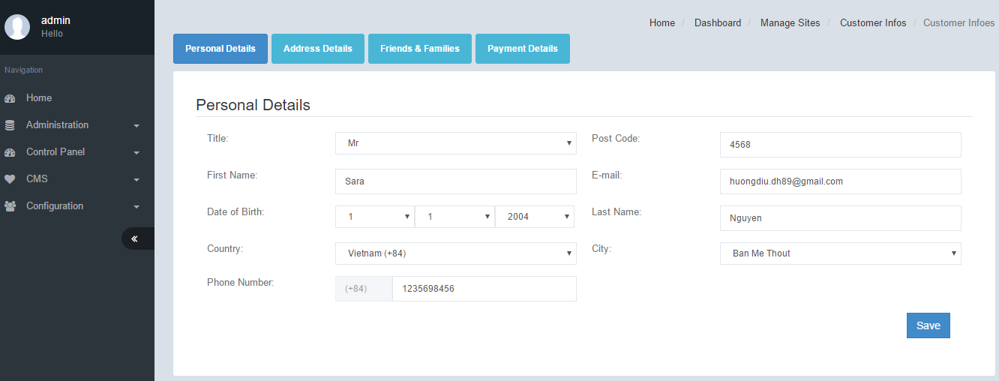 admin
Hello
Navigation
Home
Administration
Control Panel
CMS
Configuration
Home / Dashboard / Manage Sites / Customer Infos / Customer Infoes
Personal Details Address Details Friends & Families Payment Details
Personal Details
Title: Mr Post Code: 4568
First Name: Sara E-mail: huongdiu.dh89@gmail.com
Date of Birth: 1 1 2004 Last Name: Nguyen
Country: Vietnam (+84) City: Ban Me Thout
Phone Number: (+84) 1235698456
Save